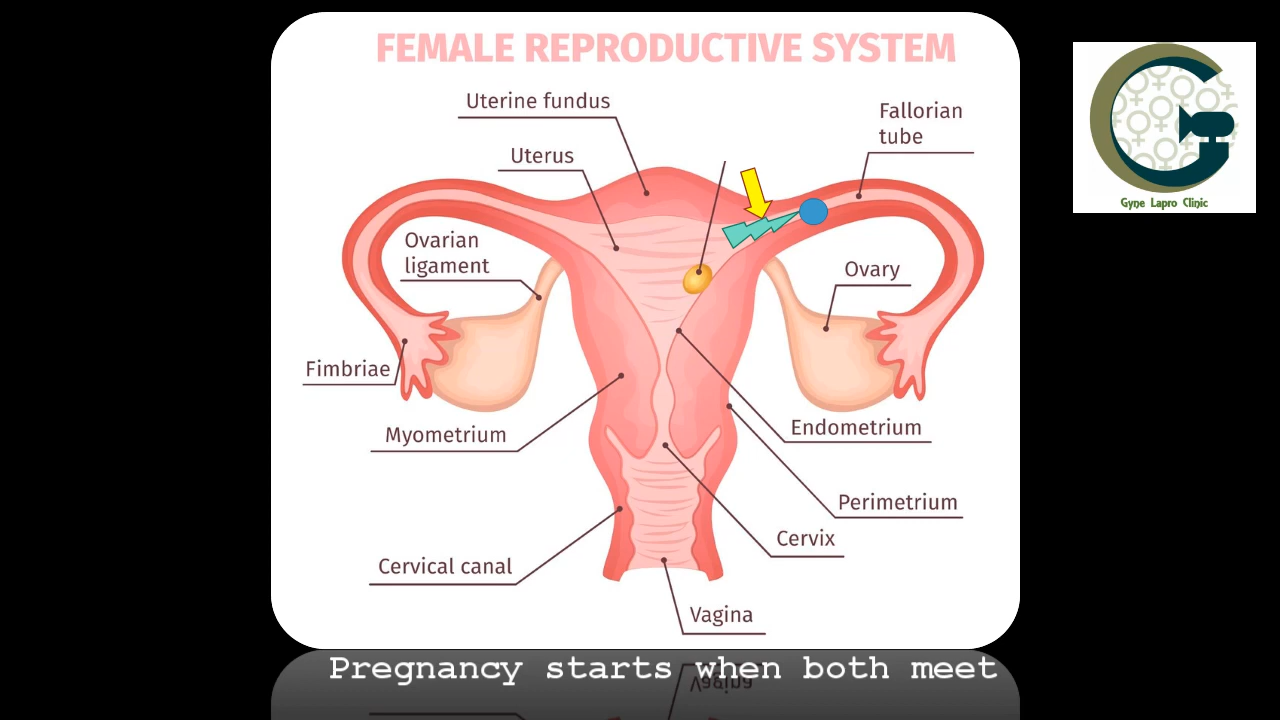 FEMALE REPRODUCTIVE SYSTEM
Uterine fundus
Fallorian
tube
Uterus
Ovarian
ligament
Ovary
Fimbriae
Myometrium
Endometrium
Perimetrium
Cervix
Cervical canal
Vagina
Gyne Lapro Clinic
Pregnancy starts when both meet
Vagina